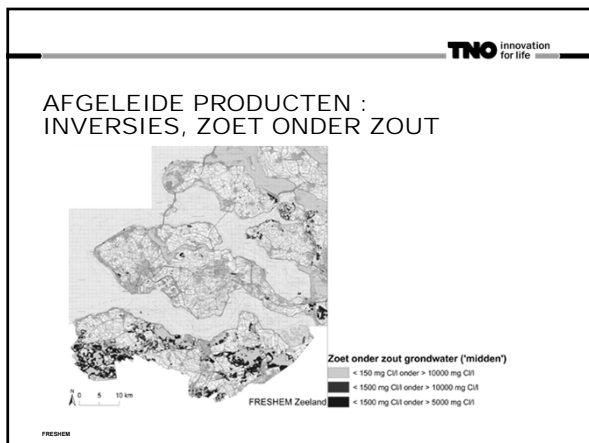 TNO innovation
for life
AFGELEIDE PRODUCTEN :
INVERSIES, ZOET ONDER ZOUT
Zoet onder zout grondwater ('midden')
< 150 mg Cl/l onder > 10000 mg Cl/l
< 1500 mg Cl/l onder > 10000 mg Cl/l
< 1500 mg Cl/l onder > 5000 mg Cl/l
N
0 5 10 km
FRESHEM Zeeland
FRESHEM